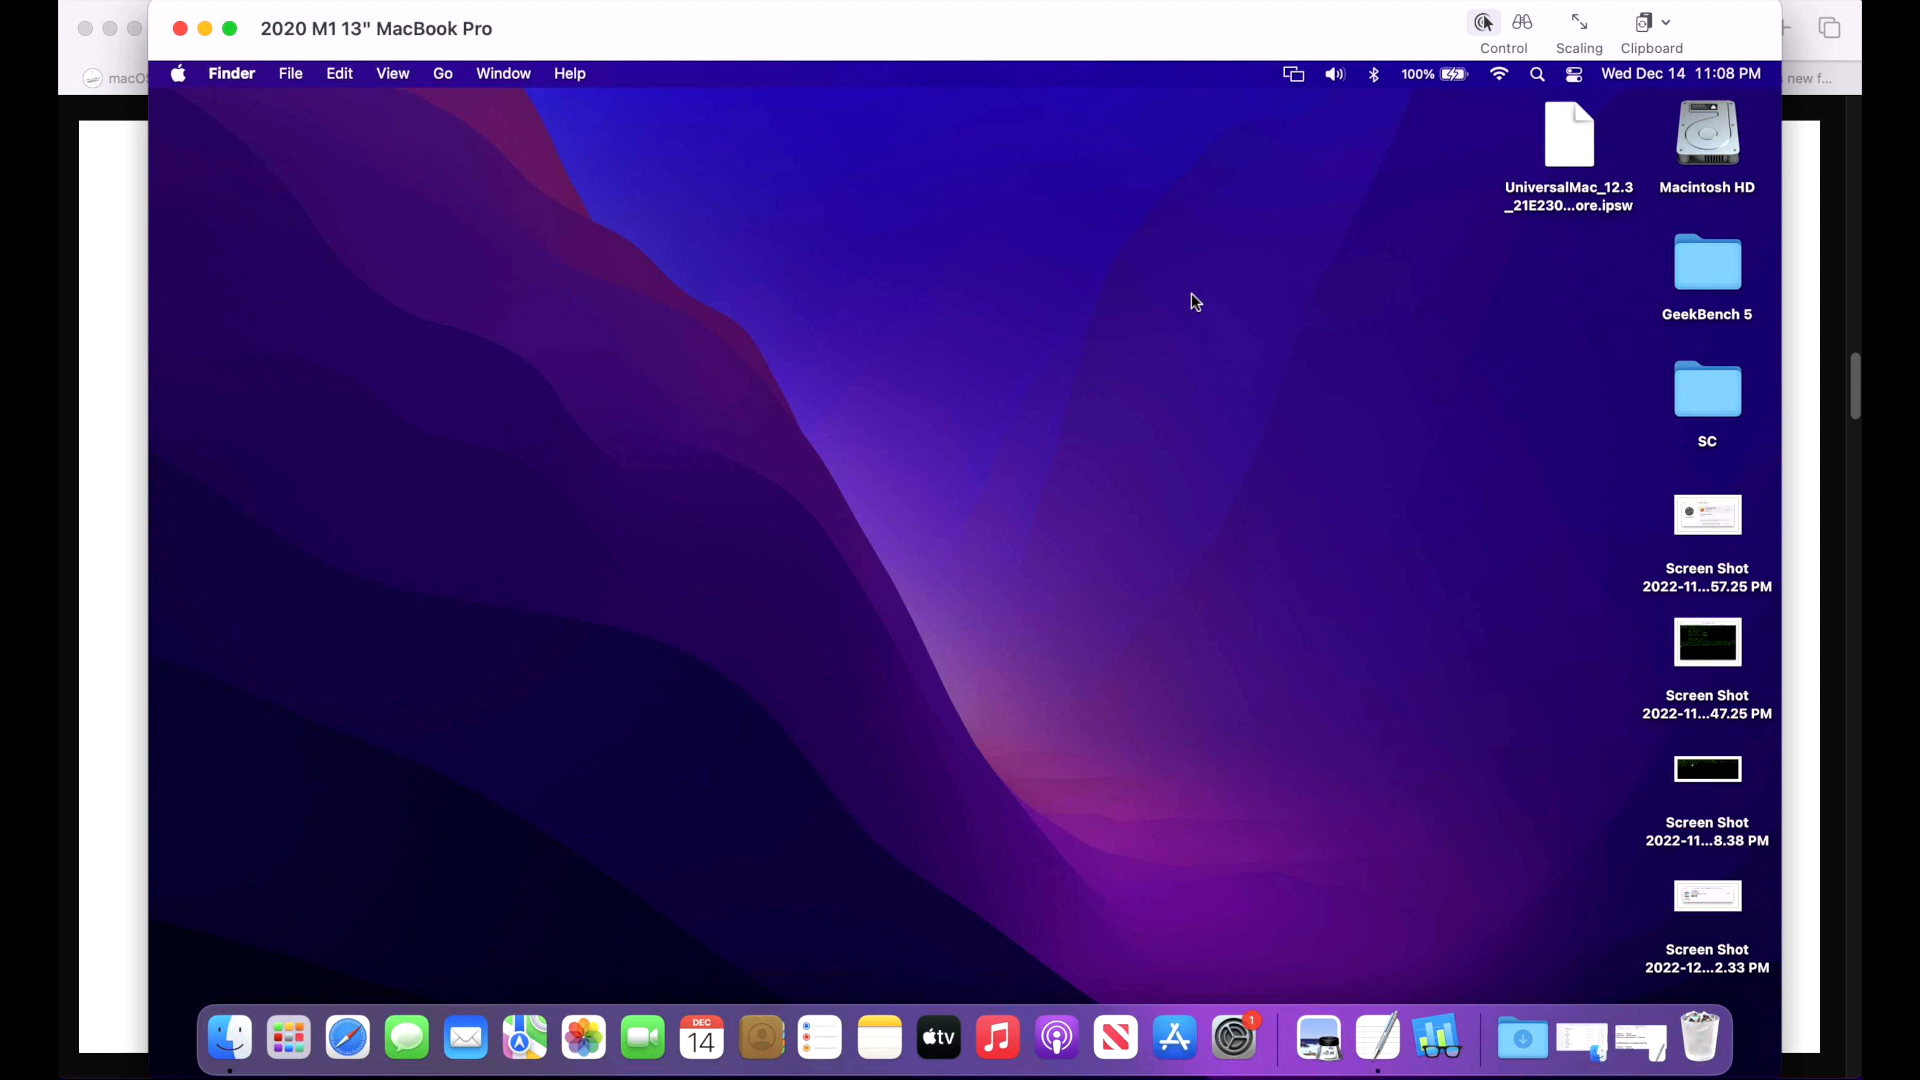 2020 M1 13" MacBook Pro
Control
Scaling
Clipboard
macOS
new f...
Finder
File
Edit
View
Go
Window
Help
100%
Wed Dec 14 11:08 PM
UniversalMac_12.3
_21E230...ore.ipsw
Macintosh HD
GeekBench 5
SC
Screen Shot
2022-11...57.25 PM
Screen Shot
2022-11...47.25 PM
Screen Shot
2022-11...8.38 PM
Screen Shot
2022-12...2.33 PM
DEC
14
tv
1